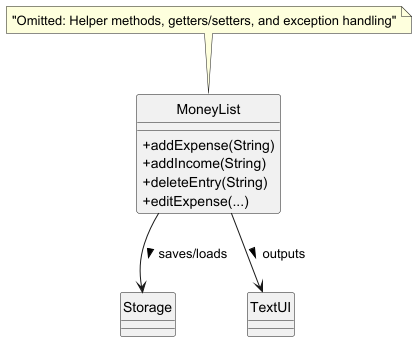 "Omitted: Helper methods, getters/setters, and exception handling"
MoneyList
+addExpense(String)
+addIncome(String)
+deleteEntry(String)
+editExpense(...)
saves/loads
outputs
Storage
TextUI